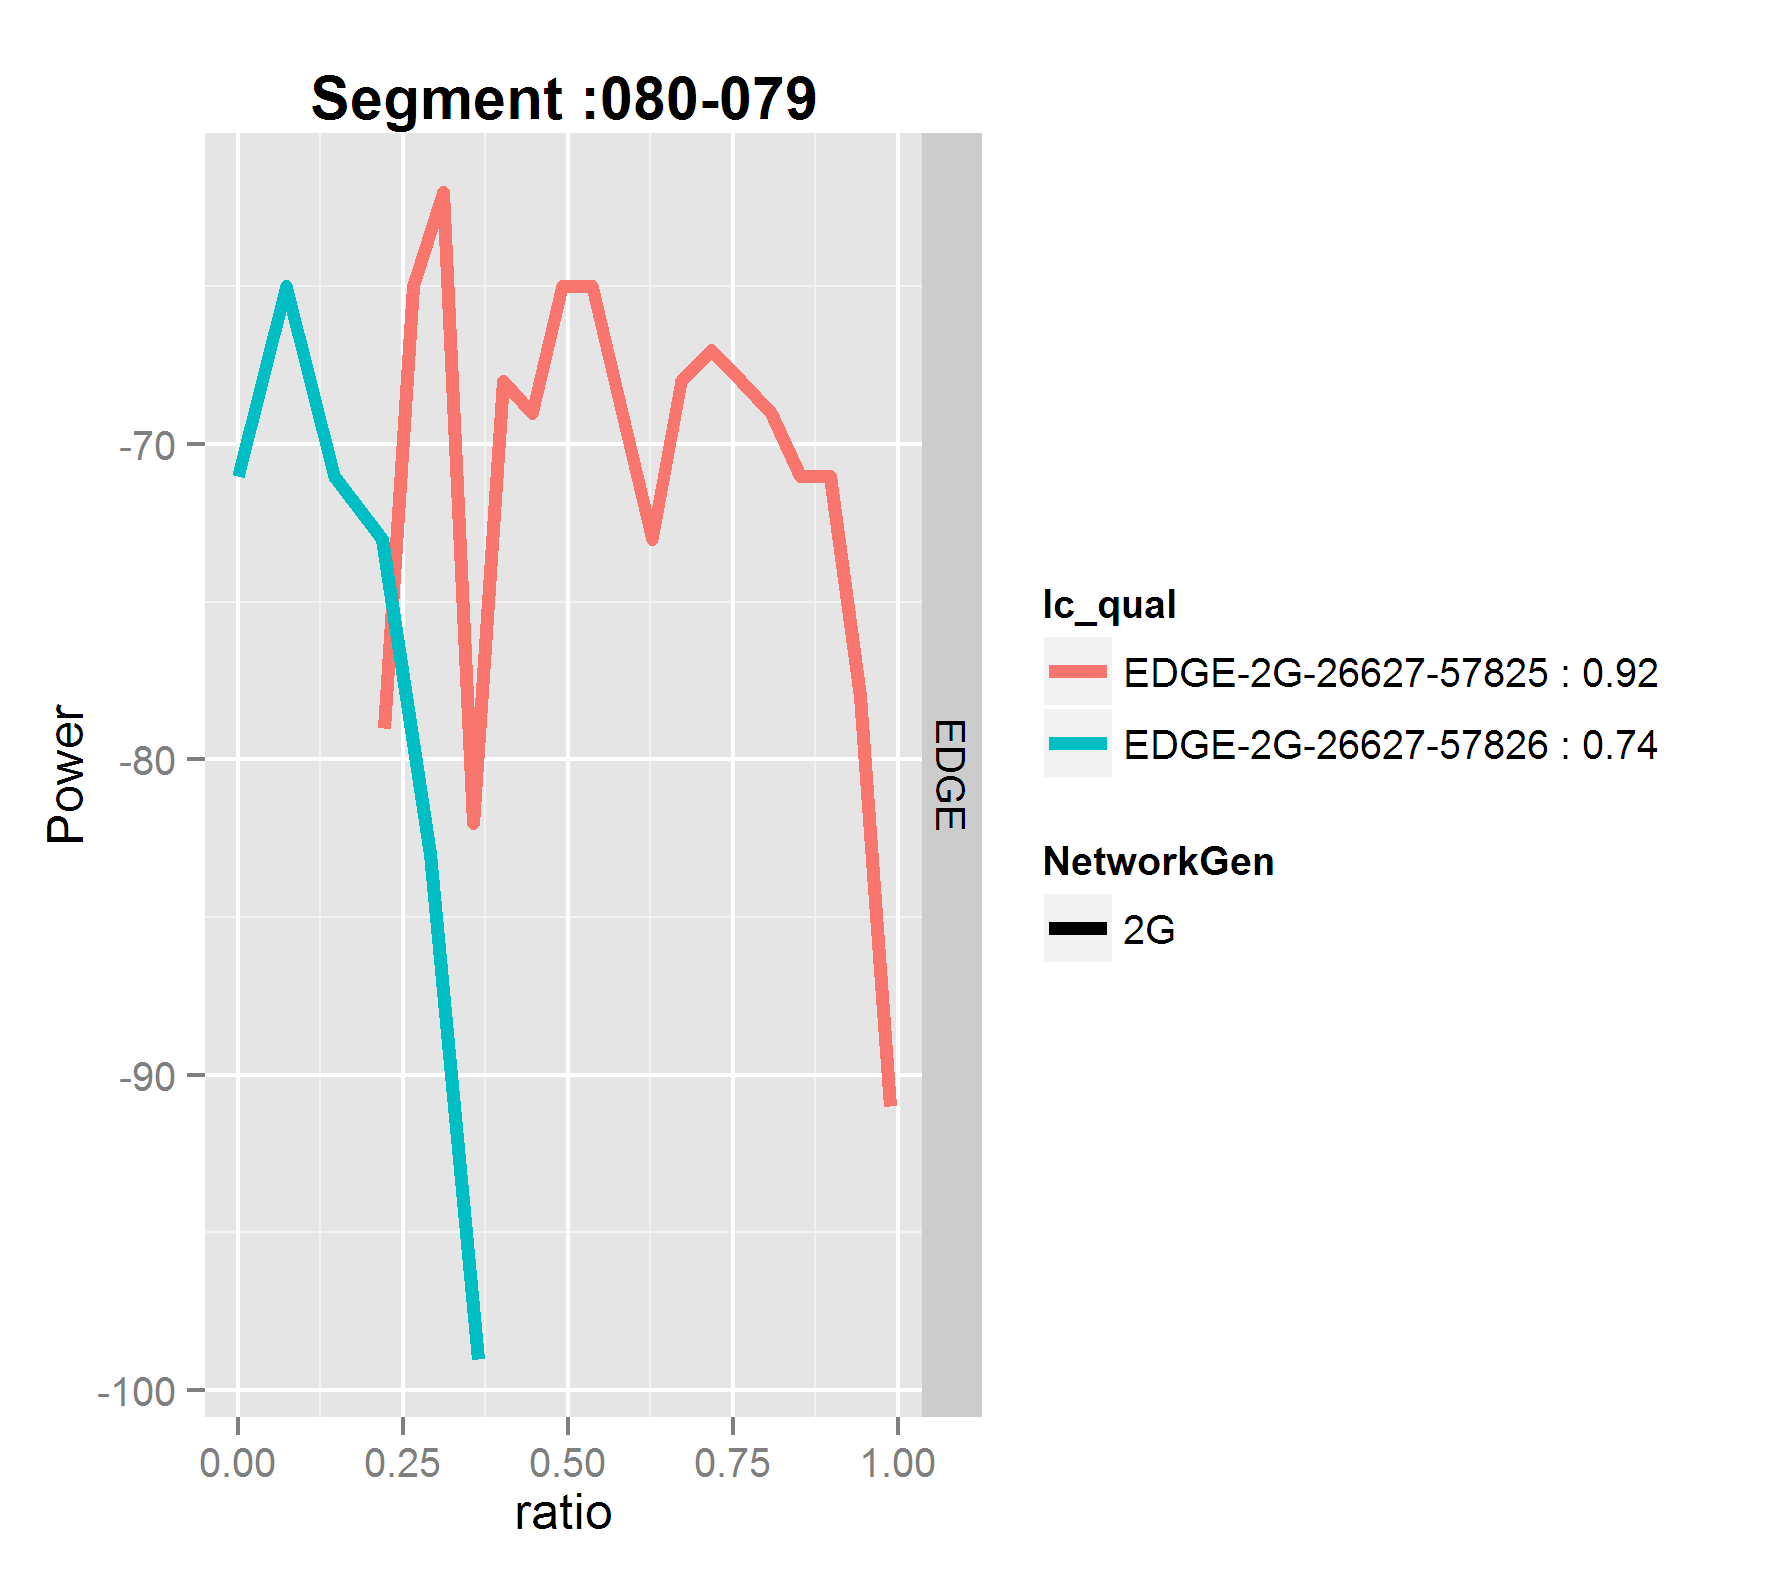 Segment :080-079
Power
-70
-80
-90
-100
0.00 0.25 0.50 0.75 1.00
ratio
EDGE
lc_qual
EDGE-2G-26627-57825 : 0.92
EDGE-2G-26627-57826 : 0.74
NetworkGen
2G